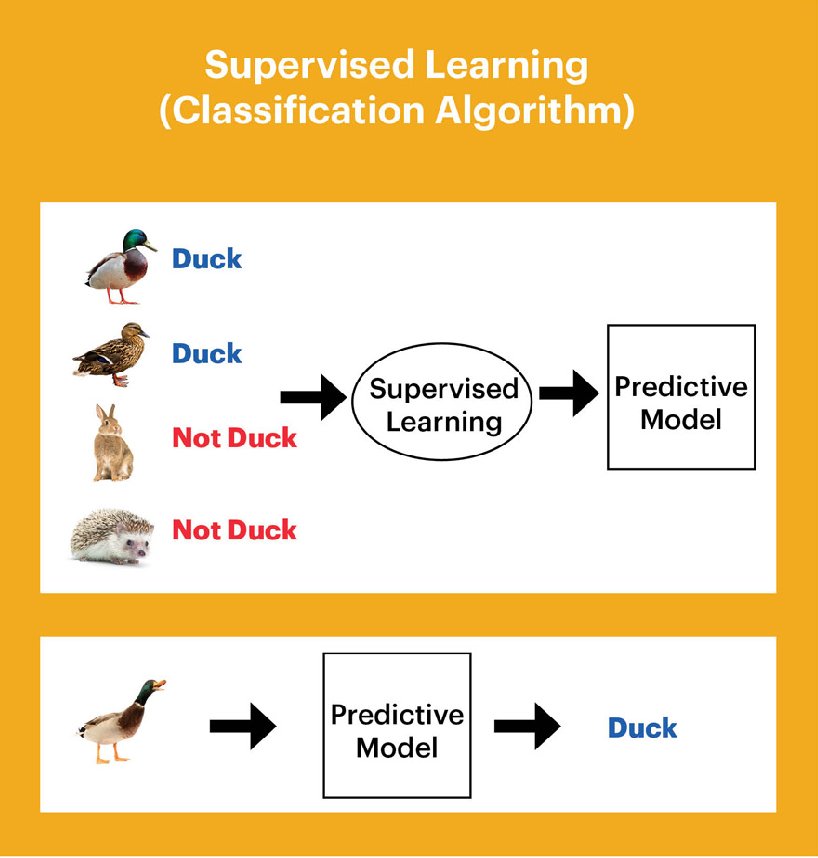 Supervised Learning
(Classification Algorithm)
Duck
Duck
Not Duck
Not Duck
Supervised
Learning
Predictive
Model
Predictive
Model
Duck